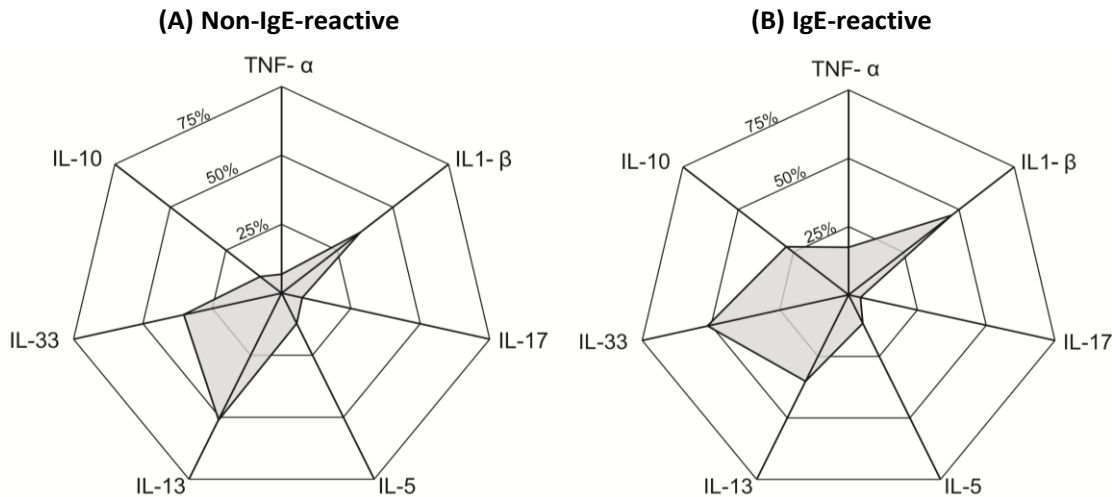 (A) Non-IgE-reactive
TNF- α
75%
50%
25%
IL-10
IL1- β
IL-33
IL-17
IL-13
IL-5
(B) IgE-reactive
TNF- α
75%
50%
25%
IL-10
IL1- β
IL-33
IL-17
IL-13
IL-5